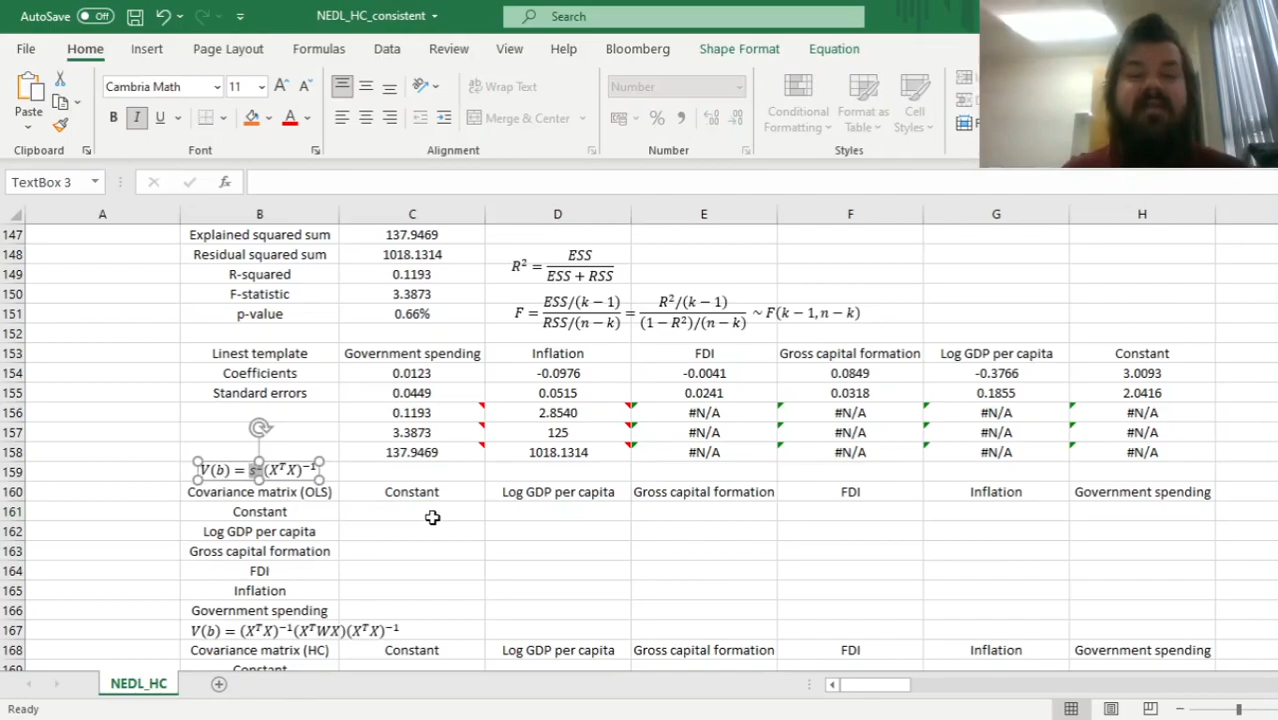 AutoSave Off NEDL_HC_consistent Search
File Home Insert Page Layout Formulas Data Review View Help Bloomberg Shape Format Equation
Paste Cambria Math 11 Wrap Text Merge & Center Number Conditional Formatting Format as Table Cell Styles
Clipboard Font Alignment Number Styles
TextBox 3 fx
A B C D E F G H
147 Explained squared sum 137.9469
148 Residual squared sum 1018.1314
149 R-squared 0.1193
150 F-statistic 3.3873
151 p-value 0.66%
R² = ESS/(ESS + RSS)
F = (ESS/(k − 1))/(RSS/(n − k)) = (R²/(k − 1))/((1 − R²)/(n − k)) ~ F(k − 1, n − k)
152
153 Linest template Government spending Inflation FDI Gross capital formation Log GDP per capita Constant
154 Coefficients 0.0123 -0.0976 -0.0041 0.0849 -0.3766 3.0093
155 Standard errors 0.0449 0.0515 0.0241 0.0318 0.1855 2.0416
156 0.1193 2.8540 #N/A #N/A #N/A #N/A
157 3.3873 125 #N/A #N/A #N/A #N/A
158 137.9469 1018.1314 #N/A #N/A #N/A #N/A
159 V(b) = s²(XᵀX)⁻¹
160 Covariance matrix (OLS) Constant Log GDP per capita Gross capital formation FDI Inflation Government spending
161 Constant
162 Log GDP per capita
163 Gross capital formation
164 FDI
165 Inflation
166 Government spending
167 V(b) = (XᵀX)⁻¹(XᵀWX)(XᵀX)⁻¹
168 Covariance matrix (HC) Constant Log GDP per capita Gross capital formation FDI Inflation Government spending
169 Constant
NEDL_HC
Ready